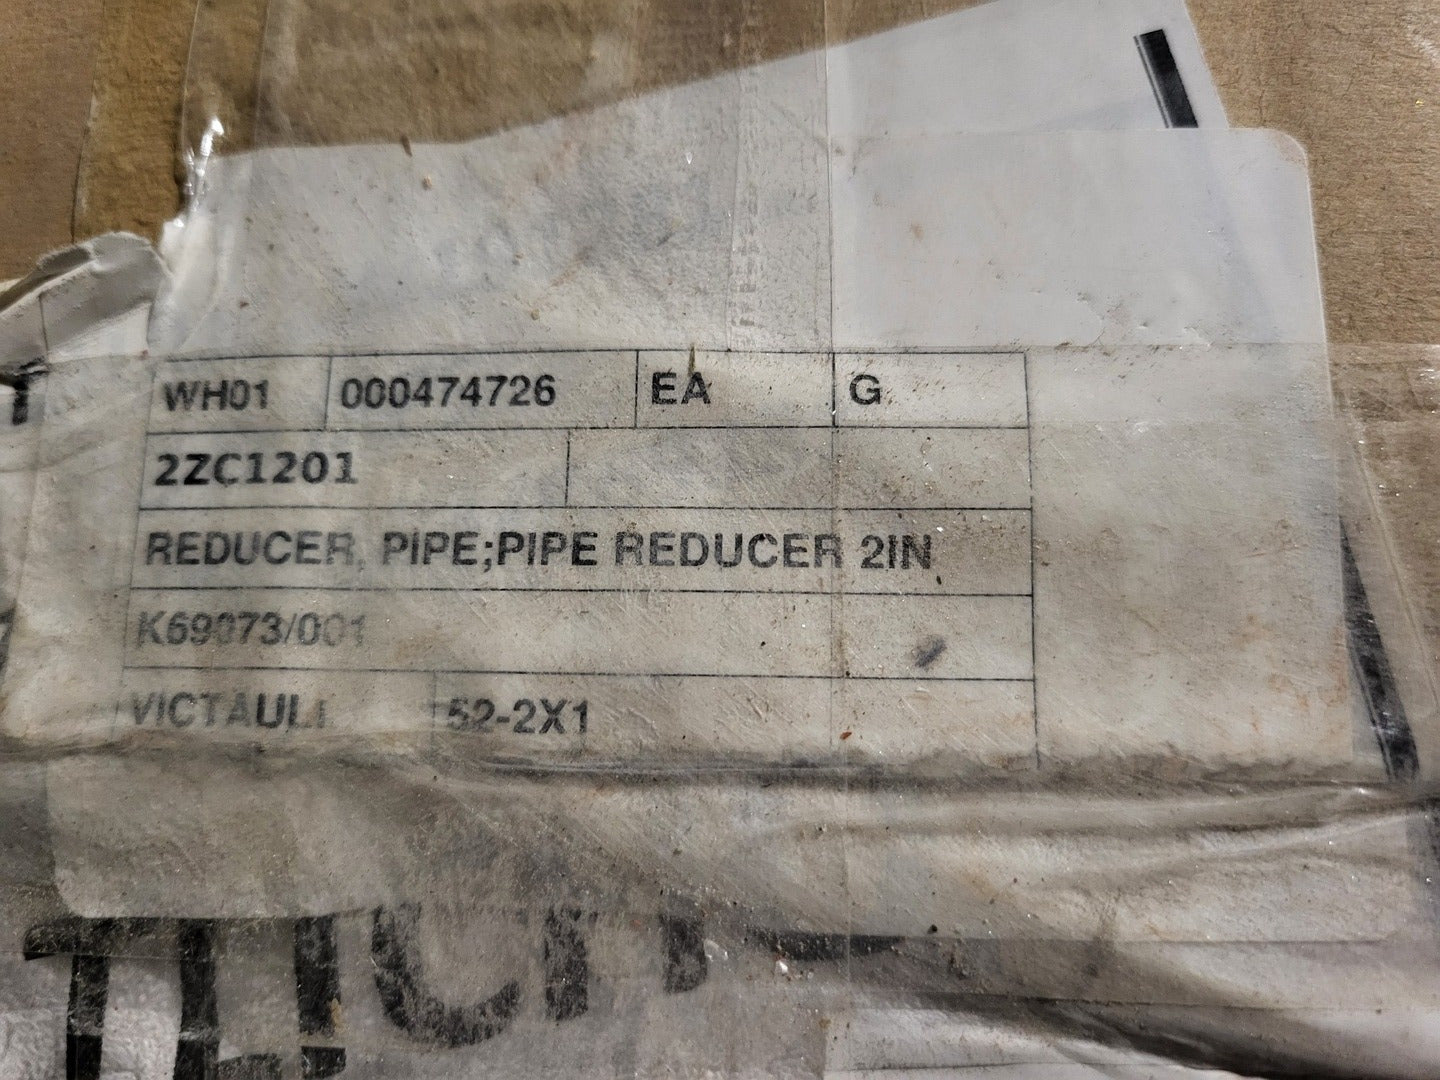 WH01 000474726 EA G
2ZC1201
REDUCER, PIPE;PIPE REDUCER 2IN
K69073/001
VICTAULI 52-2X1